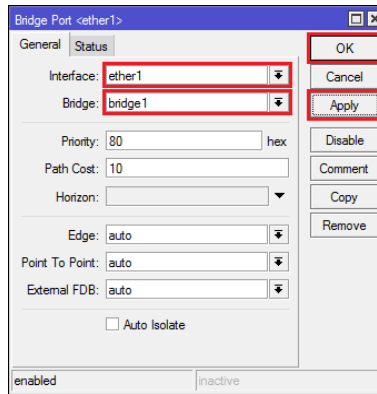 Bridge Port <ether1>
General Status
OK
Interface: ether1
Cancel
Bridge: bridge1
Apply
Priority: 80 hex
Disable
Path Cost: 10
Comment
Horizon:
Copy
Edge: auto
Remove
Point To Point: auto
External FDB: auto
Auto Isolate
enabled inactive